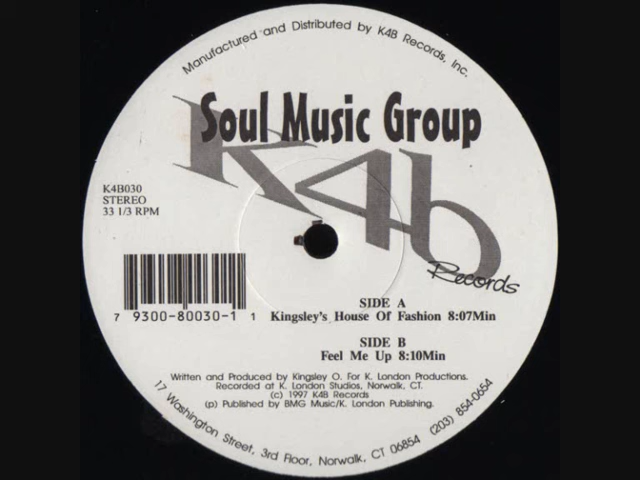 Manufactured and Distributed by K4B Records, Inc.
Soul Music Group
K4b
Records
K4B030
STEREO
33 1/3 RPM
7 9300-80030-1 1
SIDE A
Kingsley's House Of Fashion 8:07Min
SIDE B
Feel Me Up 8:10Min
Written and Produced by Kingsley O. For K. London Productions.
Recorded at K. London Studios, Norwalk, CT.
(c) 1997 K4B Records
(p) Published by BMG Music/K. London Publishing.
17 Washington Street, 3rd Floor, Norwalk, CT 06854 (203) 854-0654